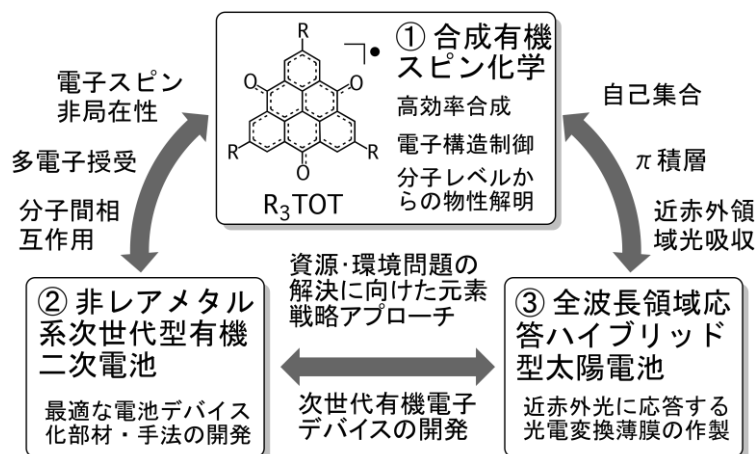 ① 合成有機
スピン化学
高効率合成
電子構造制御
分子レベルか
らの物性解明
R
O
O
R
R
O
R₃TOT
電子スピン
非局在性
多電子授受
分子間相
互作用
自己集合
π積層
近赤外領
域光吸収
資源·環境問題の
解決に向けた元素
戦略アプローチ
次世代有機電子
デバイスの開発
② 非レアメタル
系次世代型有機
二次電池
最適な電池デバイス
化部材・手法の開発
③ 全波長領域応
答ハイブリッド
型太陽電池
近赤外光に応答する
光電変換薄膜の作製